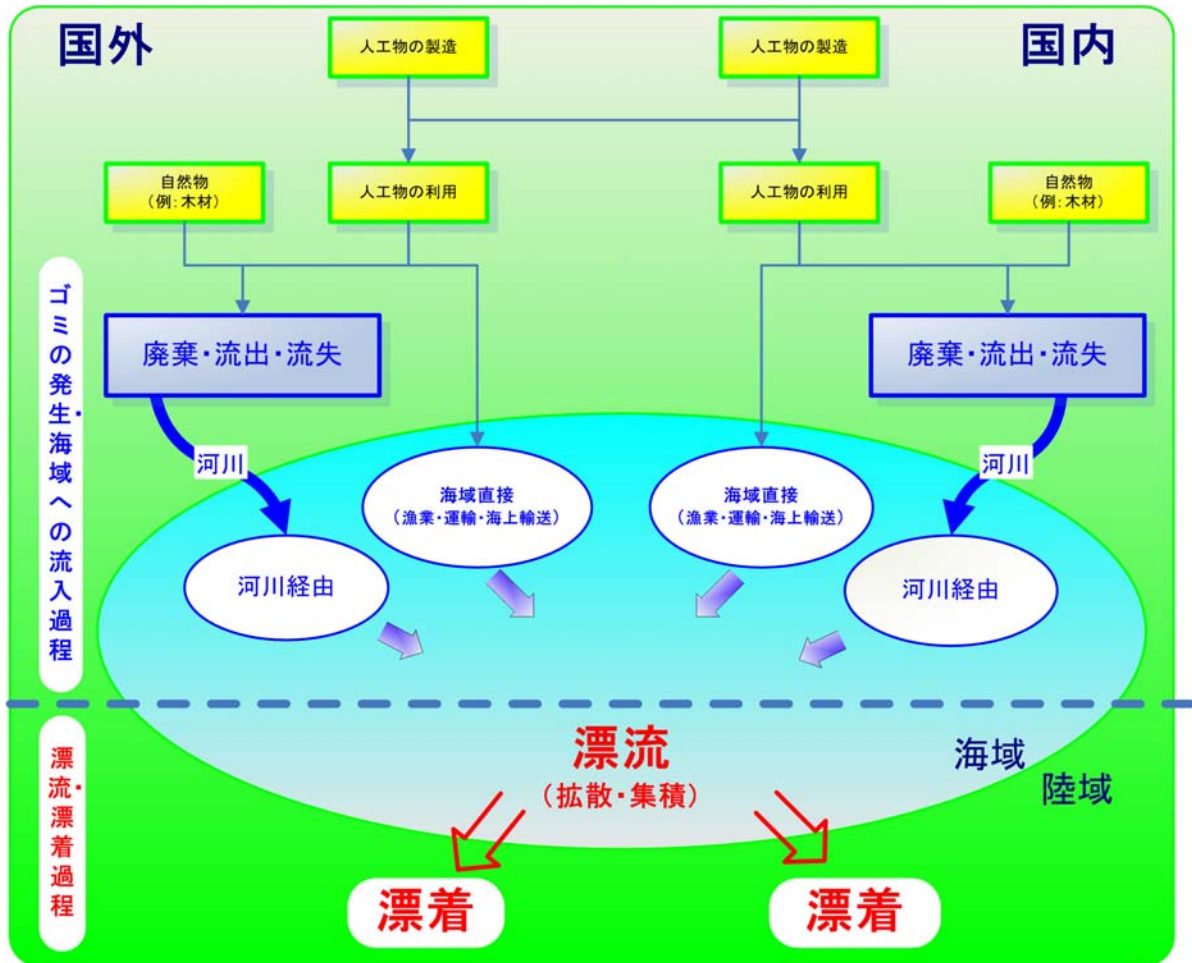 国外
国内
人工物の製造
人工物の製造
自然物
（例：木材）
人工物の利用
人工物の利用
自然物
（例：木材）
ゴミの発生・海域への流入過程
廃棄・流出・流失
廃棄・流出・流失
河川
河川
海域直接
（漁業・運輸・海上輸送）
海域直接
（漁業・運輸・海上輸送）
河川経由
河川経由
漂流・漂着過程
漂流
（拡散・集積）
海域
陸域
漂着
漂着